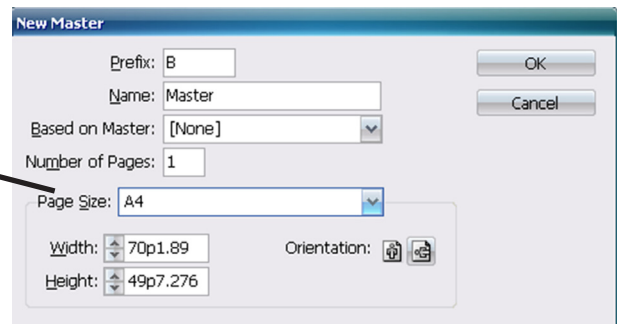 New Master
Prefix: B
OK
Name: Master
Cancel
Based on Master: [None]
Number of Pages: 1
Page Size: A4
Width: 70p1.89 Orientation:
Height: 49p7.276